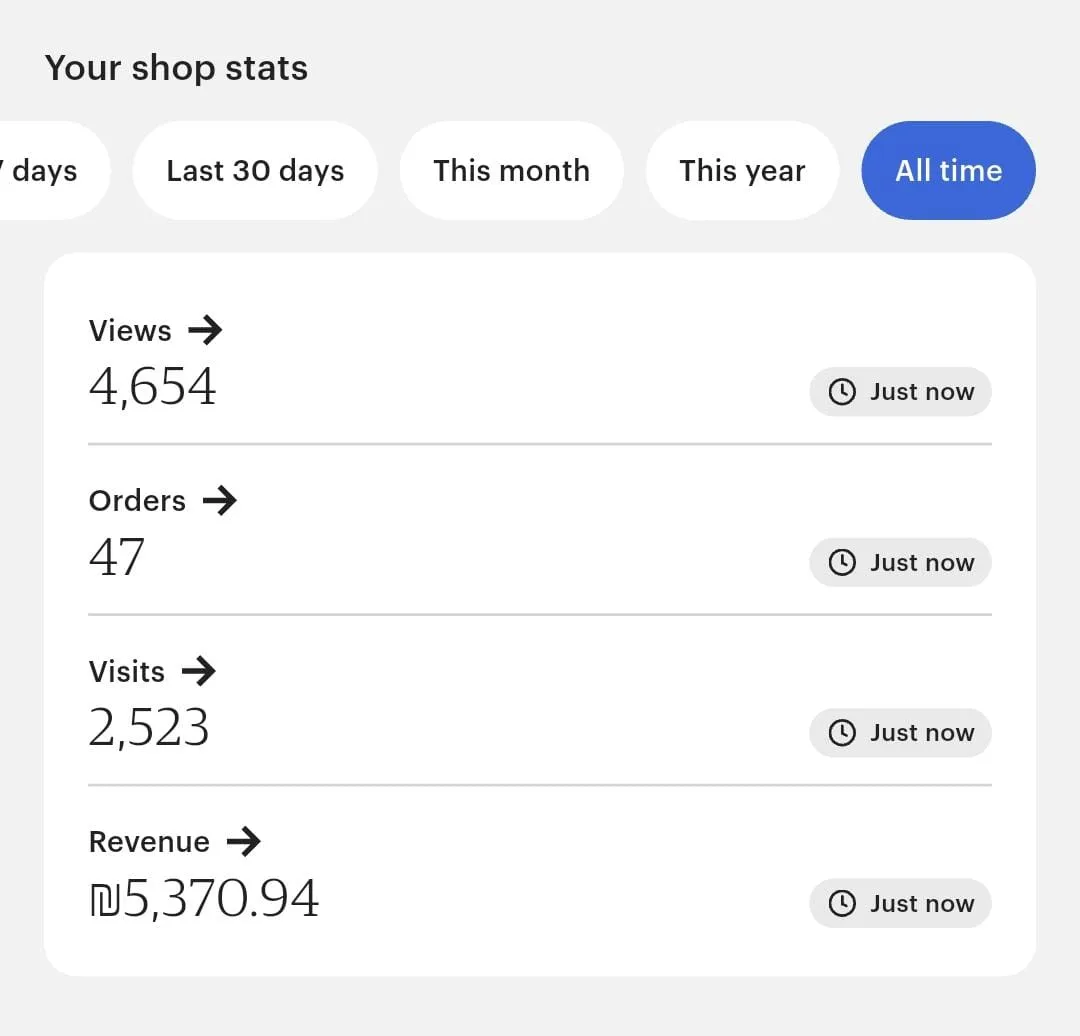 Your shop stats
days
Last 30 days
This month
This year
All time
Views →
4,654
Just now
Orders →
47
Just now
Visits →
2,523
Just now
Revenue →
₪5,370.94
Just now